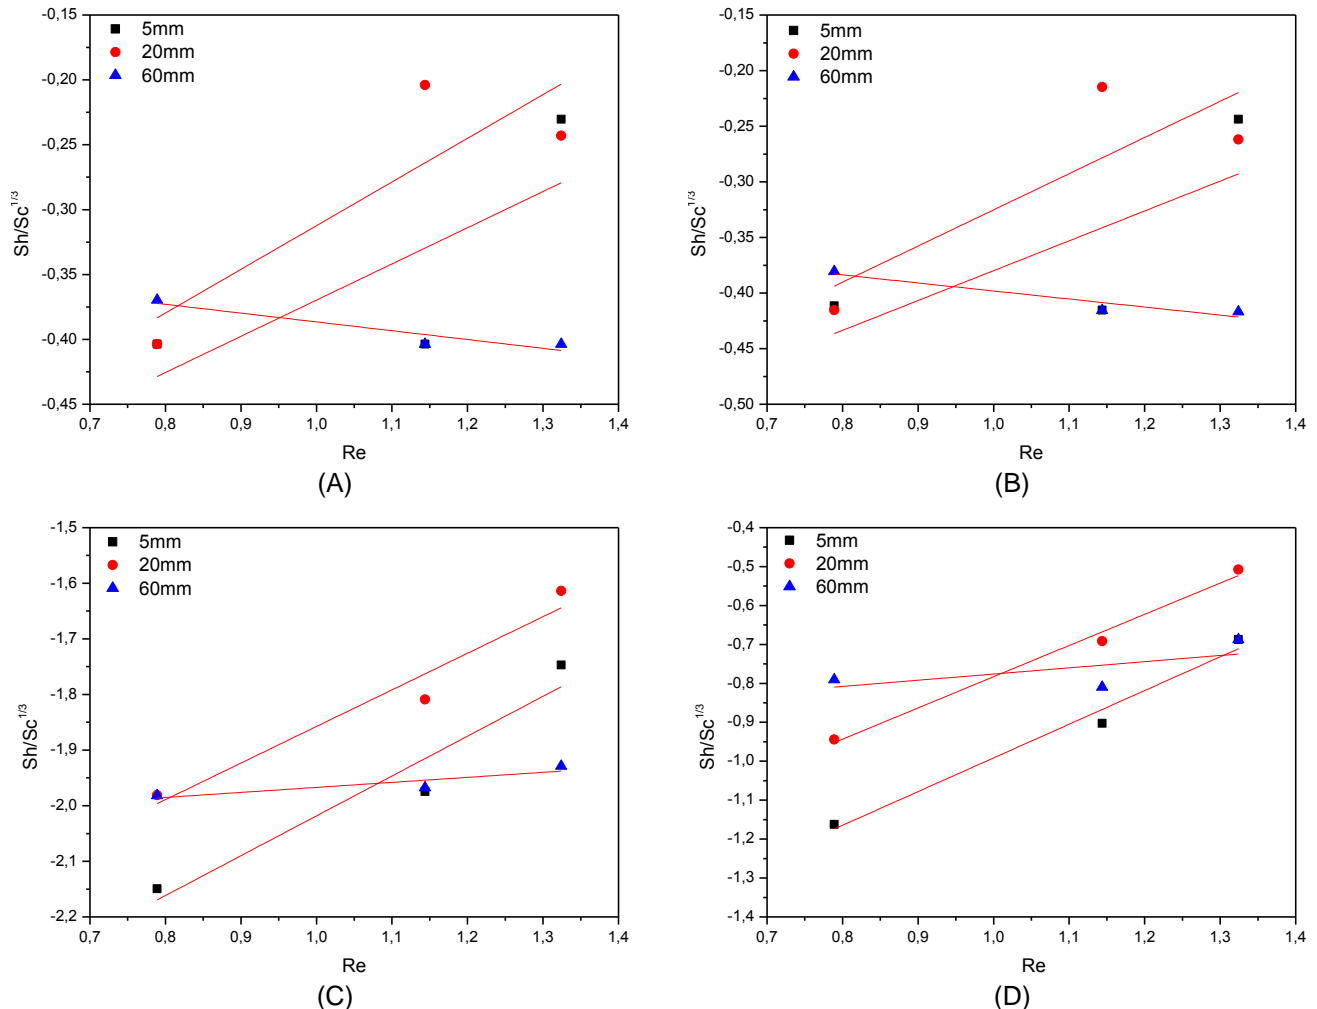 -0,15
-0,20
-0,25
-0,30
-0,35
-0,40
-0,45
5mm
20mm
60mm
Sh/Sc^1/3
0,7 0,8 0,9 1,0 1,1 1,2 1,3 1,4
Re
(A)
-0,15
-0,20
-0,25
-0,30
-0,35
-0,40
-0,45
-0,50
5mm
20mm
60mm
Sh/Sc^1/3
0,7 0,8 0,9 1,0 1,1 1,2 1,3 1,4
Re
(B)
-1,5
-1,6
-1,7
-1,8
-1,9
-2,0
-2,1
-2,2
5mm
20mm
60mm
Sh/Sc^1/3
0,7 0,8 0,9 1,0 1,1 1,2 1,3 1,4
Re
(C)
-0,4
-0,5
-0,6
-0,7
-0,8
-0,9
-1,0
-1,1
-1,2
-1,3
-1,4
5mm
20mm
60mm
Sh/Sc^1/3
0,7 0,8 0,9 1,0 1,1 1,2 1,3 1,4
Re
(D)